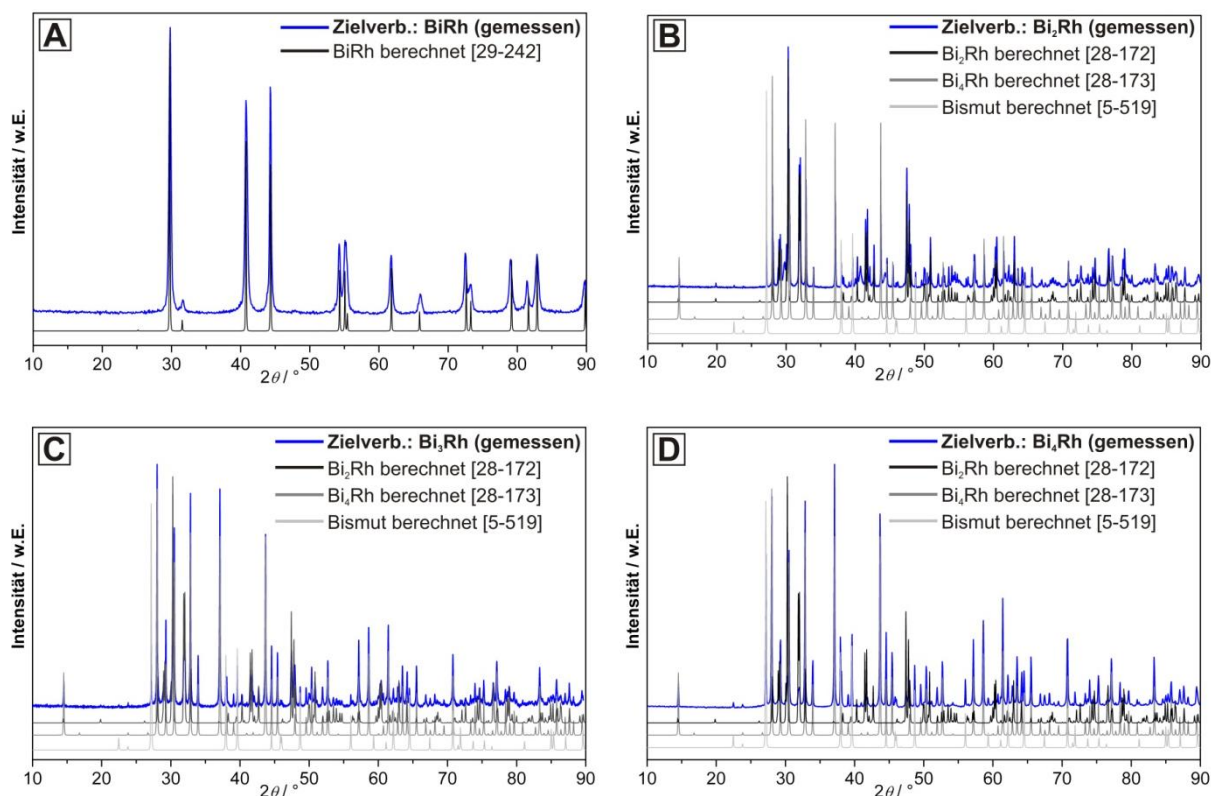 A
Zielverb.: BiRh (gemessen)
BiRh berechnet [29-242]
Intensität / w.E.
10 20 30 40 50 60 70 80 90
2θ / °
B
Zielverb.: Bi₂Rh (gemessen)
Bi₂Rh berechnet [28-172]
Bi₄Rh berechnet [28-173]
Bismut berechnet [5-519]
Intensität / w.E.
10 20 30 40 50 60 70 80 90
2θ / °
C
Zielverb.: Bi₃Rh (gemessen)
Bi₂Rh berechnet [28-172]
Bi₄Rh berechnet [28-173]
Bismut berechnet [5-519]
Intensität / w.E.
10 20 30 40 50 60 70 80 90
2θ / °
D
Zielverb.: Bi₄Rh (gemessen)
Bi₂Rh berechnet [28-172]
Bi₄Rh berechnet [28-173]
Bismut berechnet [5-519]
Intensität / w.E.
10 20 30 40 50 60 70 80 90
2θ / °